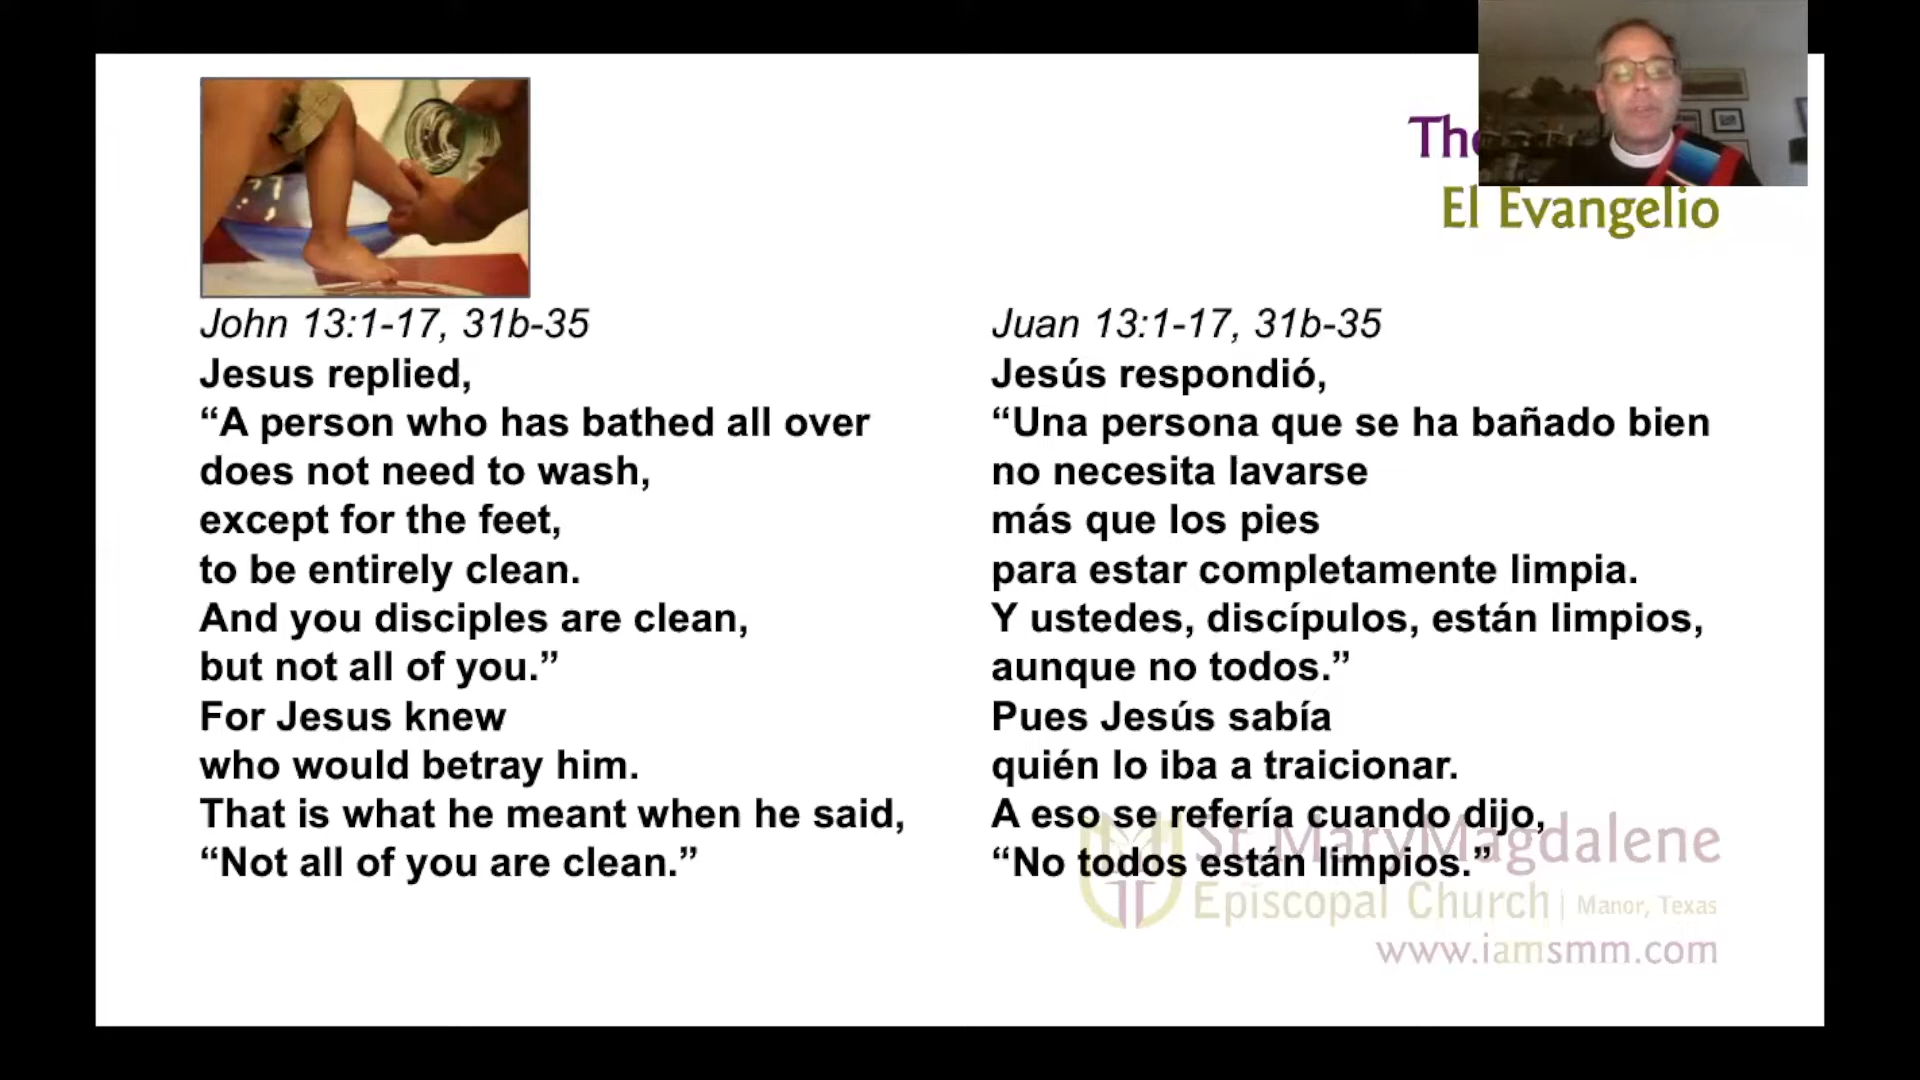 The
El Evangelio
John 13:1-17, 31b-35
Jesus replied,
“A person who has bathed all over
does not need to wash,
except for the feet,
to be entirely clean.
And you disciples are clean,
but not all of you.”
For Jesus knew
who would betray him.
That is what he meant when he said,
“Not all of you are clean.”
Juan 13:1-17, 31b-35
Jesús respondió,
“Una persona que se ha bañado bien
no necesita lavarse
más que los pies
para estar completamente limpia.
Y ustedes, discípulos, están limpios,
aunque no todos.”
Pues Jesús sabía
quién lo iba a traicionar.
A eso se refería cuando dijo,
“No todos están limpios.”
St. MaryMagdalene
Episcopal Church | Manor, Texas
www.iamsmm.com